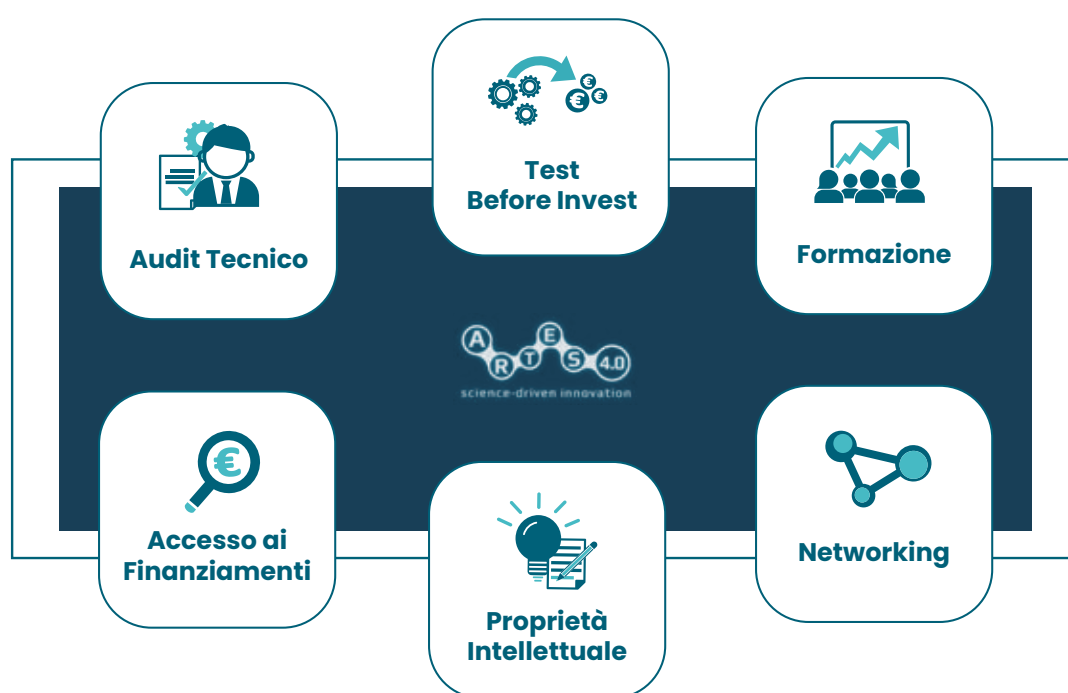 Test
Before Invest
Audit Tecnico
Formazione
ARTES 4.0
science-driven innovation
Accesso ai
Finanziamenti
Proprietà
Intellettuale
Networking